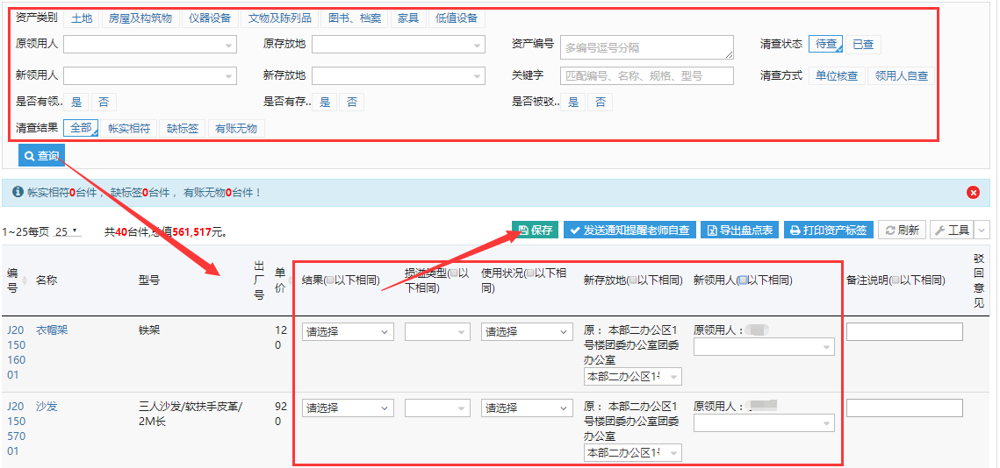 资产类别 土地 房屋及构筑物 仪器设备 文物及陈列品 图书、档案 家具 低值设备
原领用人 原存放地 资产编号 多编号逗号分隔 清查状态 待查 已查
新领用人 新存放地 关键字 匹配编号、名称、规格、型号 清查方式 单位核查 领用人自查
是否有领.. 是 否 是否有存.. 是 否 是否被驳.. 是 否
清查结果 全部 帐实相符 缺标签 有账无物
查询
帐实相符0台件， 缺标签0台件， 有账无物0台件！
1~25每页 25 共40台件,总值561,517元。 保存 发送通知提醒老师自查 导出盘点表 打印资产标签 刷新 工具
编号 名称 型号 出厂号 单价 结果(以下相同) 损溢类型(以下相同) 使用状况(以下相同) 新存放地(以下相同) 新领用人(以下相同) 备注说明(以下相同) 驳回意见
J20 衣帽架 铁架 12 请选择 请选择 原： 本部二办公区1 原领用人：
150 0 号楼团委办公室团委
160 办公室
01 本部二办公区1号
J20 沙发 三人沙发/软扶手皮革/ 92 请选择 请选择 原： 本部二办公区1 原领用人：
150 2M长 0 号楼团委办公室团委
570 办公室
01 本部二办公区1号